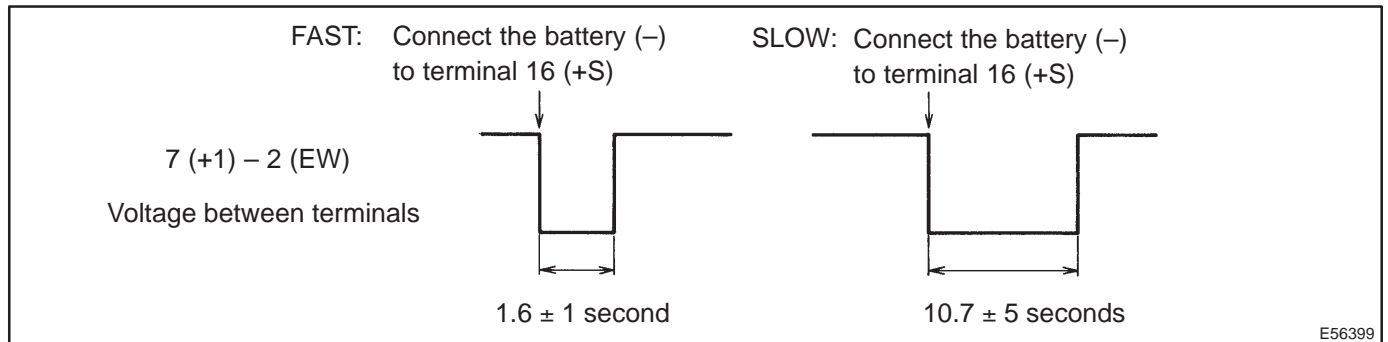 FAST: Connect the battery (–)
to terminal 16 (+S)
SLOW: Connect the battery (–)
to terminal 16 (+S)
7 (+1) – 2 (EW)
Voltage between terminals
1.6 ± 1 second
10.7 ± 5 seconds
E56399